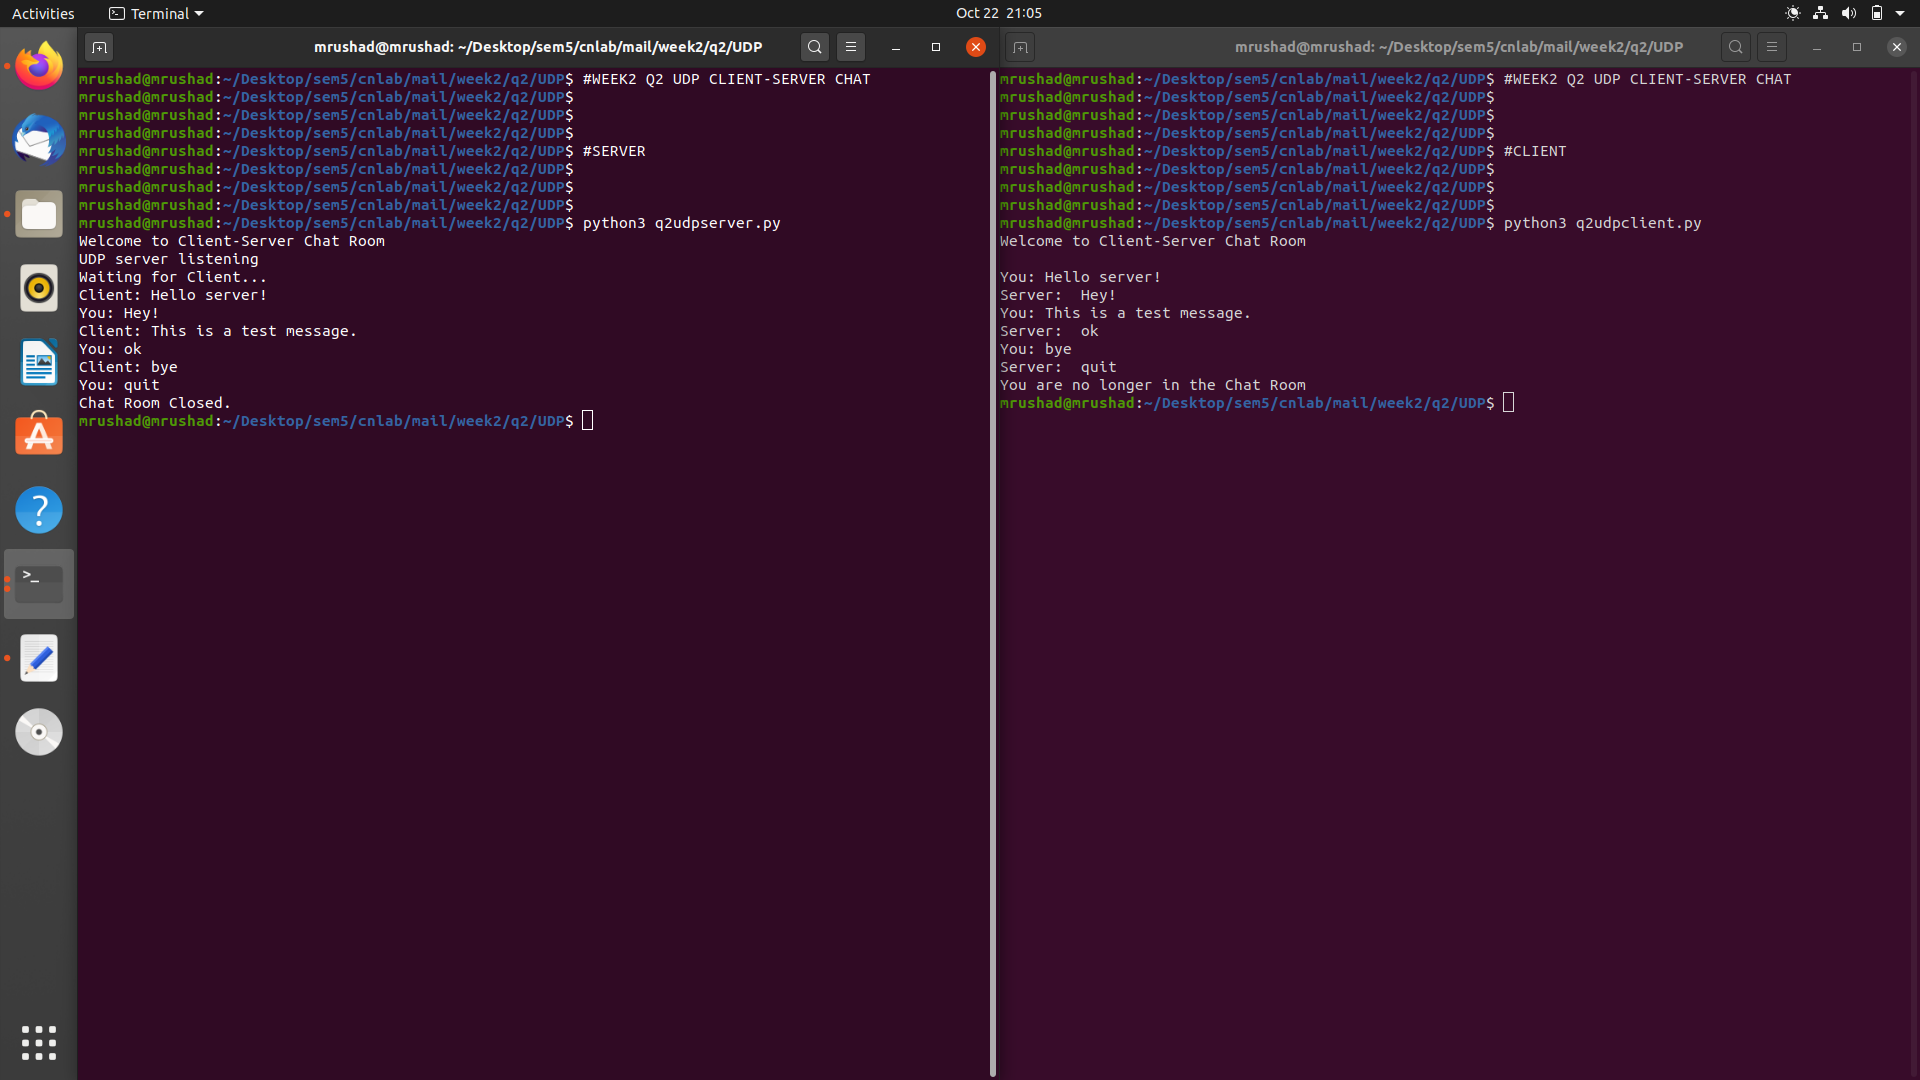 Activities
Terminal
Oct 22 21:05
mrushad@mrushad: ~/Desktop/sem5/cnlab/mail/week2/q2/UDP
mrushad@mrushad:~/Desktop/sem5/cnlab/mail/week2/q2/UDP$ #WEEK2 Q2 UDP CLIENT-SERVER CHAT
mrushad@mrushad:~/Desktop/sem5/cnlab/mail/week2/q2/UDP$
mrushad@mrushad:~/Desktop/sem5/cnlab/mail/week2/q2/UDP$
mrushad@mrushad:~/Desktop/sem5/cnlab/mail/week2/q2/UDP$
mrushad@mrushad:~/Desktop/sem5/cnlab/mail/week2/q2/UDP$ #SERVER
mrushad@mrushad:~/Desktop/sem5/cnlab/mail/week2/q2/UDP$
mrushad@mrushad:~/Desktop/sem5/cnlab/mail/week2/q2/UDP$
mrushad@mrushad:~/Desktop/sem5/cnlab/mail/week2/q2/UDP$
mrushad@mrushad:~/Desktop/sem5/cnlab/mail/week2/q2/UDP$ python3 q2udpserver.py
Welcome to Client-Server Chat Room
UDP server listening
Waiting for Client...
Client: Hello server!
You: Hey!
Client: This is a test message.
You: ok
Client: bye
You: quit
Chat Room Closed.
mrushad@mrushad:~/Desktop/sem5/cnlab/mail/week2/q2/UDP$
mrushad@mrushad: ~/Desktop/sem5/cnlab/mail/week2/q2/UDP
mrushad@mrushad:~/Desktop/sem5/cnlab/mail/week2/q2/UDP$ #WEEK2 Q2 UDP CLIENT-SERVER CHAT
mrushad@mrushad:~/Desktop/sem5/cnlab/mail/week2/q2/UDP$
mrushad@mrushad:~/Desktop/sem5/cnlab/mail/week2/q2/UDP$
mrushad@mrushad:~/Desktop/sem5/cnlab/mail/week2/q2/UDP$
mrushad@mrushad:~/Desktop/sem5/cnlab/mail/week2/q2/UDP$ #CLIENT
mrushad@mrushad:~/Desktop/sem5/cnlab/mail/week2/q2/UDP$
mrushad@mrushad:~/Desktop/sem5/cnlab/mail/week2/q2/UDP$
mrushad@mrushad:~/Desktop/sem5/cnlab/mail/week2/q2/UDP$
mrushad@mrushad:~/Desktop/sem5/cnlab/mail/week2/q2/UDP$ python3 q2udpclient.py
Welcome to Client-Server Chat Room
You: Hello server!
Server:  Hey!
You: This is a test message.
Server:  ok
You: bye
Server:  quit
You are no longer in the Chat Room
mrushad@mrushad:~/Desktop/sem5/cnlab/mail/week2/q2/UDP$